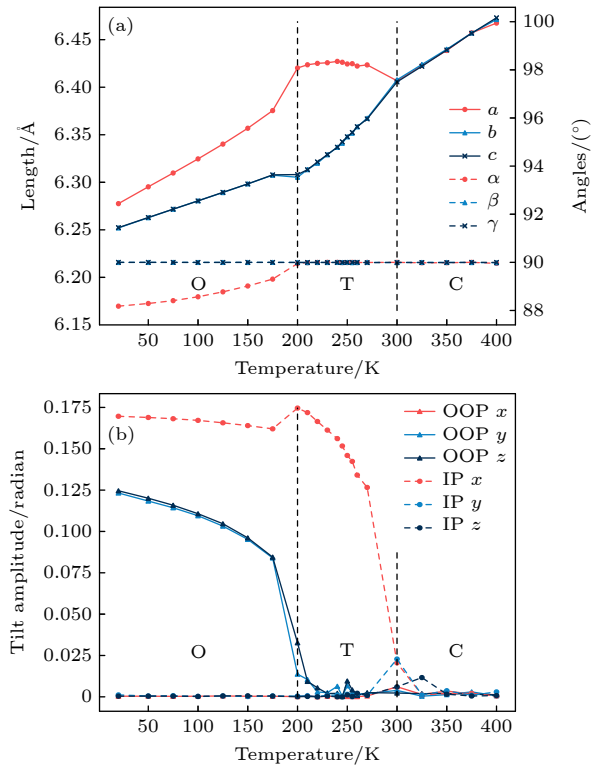 (a)
6.45
6.40
6.35
6.30
6.25
6.20
6.15
Length/Å
100
98
96
94
92
90
88
Angles/(°)
a
b
c
α
β
γ
O
T
C
50
100
150
200
250
300
350
400
Temperature/K
(b)
0.175
0.150
0.125
0.100
0.075
0.050
0.025
0
Tilt amplitude/radian
OOP x
OOP y
OOP z
IP x
IP y
IP z
O
T
C
50
100
150
200
250
300
350
400
Temperature/K